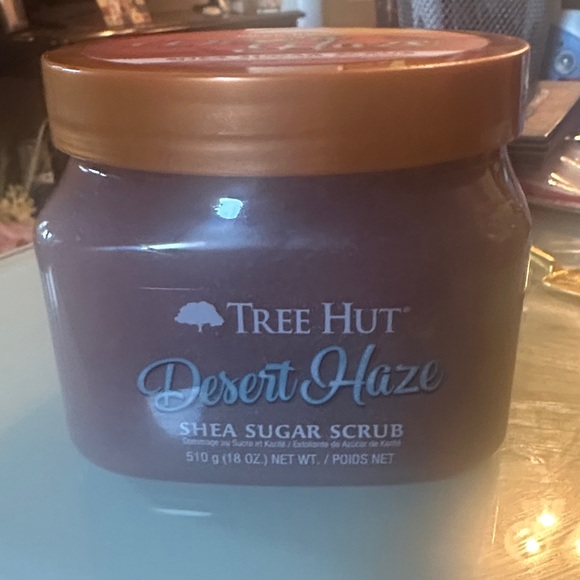 TREE HUT®
Desert Haze
SHEA SUGAR SCRUB
Gommage au Sucre et Karité / Exfoliante de Azúcar de Karité
510 g (18 OZ.) NET WT. / POIDS NET